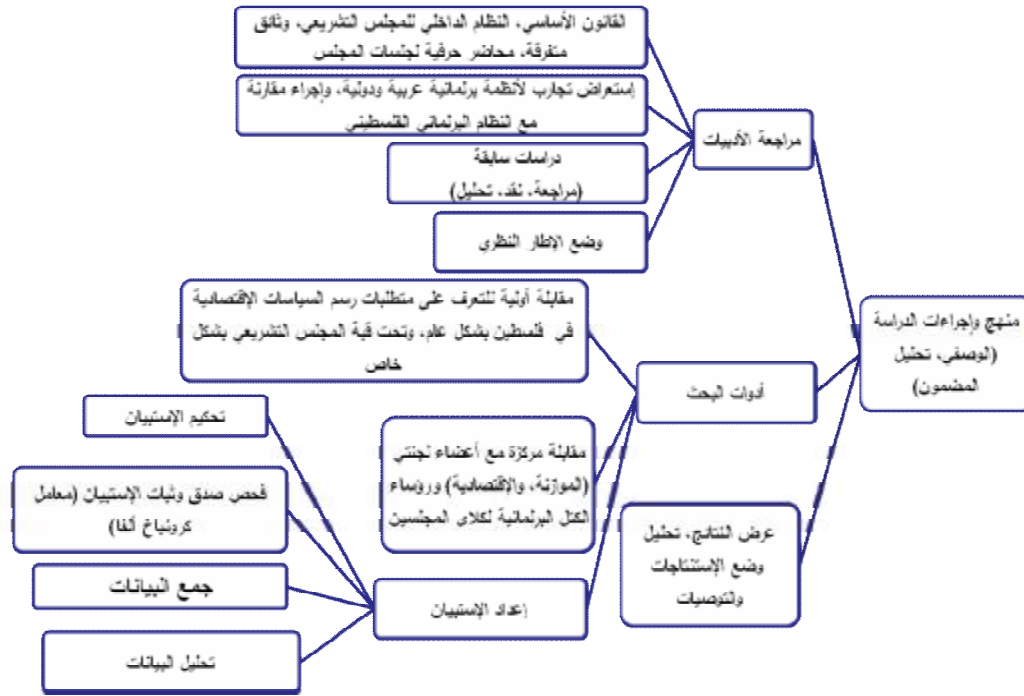 منهج وإجراءات الدراسة
(الوصفي، تحليل
المضمون)
مراجعة الأدبيات
القانون الأساسي، النظام الداخلي للمجلس التشريعي، وثائق
متفرقة، محاضر حرفية لجلسات المجلس
إستعراض تجارب لأنظمة برلمانية عربية ودولية، وإجراء مقارنة
مع النظام البرلماني الفلسطيني
دراسات سابقة
(مراجعة، نقد، تحليل)
وضع الإطار النظري
أدوات البحث
مقابلة أولية للتعرف على متطلبات رسم السياسات الإقتصادية
في فلسطين بشكل عام، وتحت قبة المجلس التشريعي بشكل
خاص
مقابلة مركزة مع أعضاء لجنتي
(الموازنة، والإقتصادية) ورؤساء
الكتل البرلمانية لكلاى المجلسين
إعداد الإستبيان
تحكيم الإستبيان
فحص صدق وثبات الإستبيان (معامل
كرونباخ ألفا)
جمع البيانات
تحليل البيانات
عرض النتائج، تحليل
وضع الإستنتاجات
والتوصيات